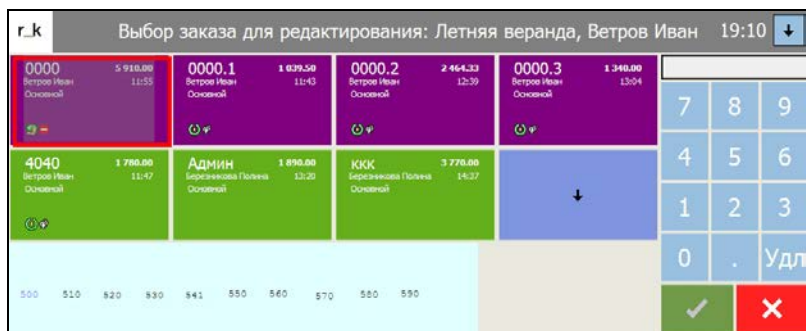 r_k Выбор заказа для редактирования: Летняя веранда, Ветров Иван 19:10
0000 5 910.00
Ветров Иван 11:55
Основной
0000.1 1 039.50
Ветров Иван 11:43
Основной
0000.2 2 464.33
Ветров Иван 12:39
Основной
0000.3 1 340.00
Ветров Иван 13:04
Основной
4040 1 780.00
Ветров Иван 11:47
Основной
Админ 1 890.00
Березникова Полина 13:20
Основной
ккк 3 770.00
Березникова Полина 14:37
Основной
7 8 9
4 5 6
1 2 3
0 . Удл
500 510 520 530 541 550 560 570 580 590